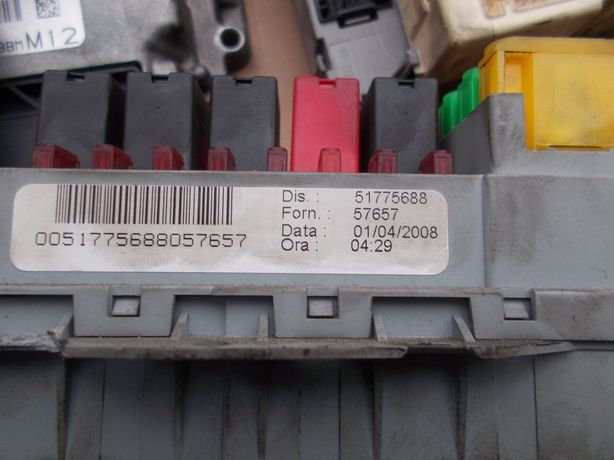 M12
Dis. : 51775688
Forn. : 57657
Data : 01/04/2008
Ora : 04:29
0051775688057657